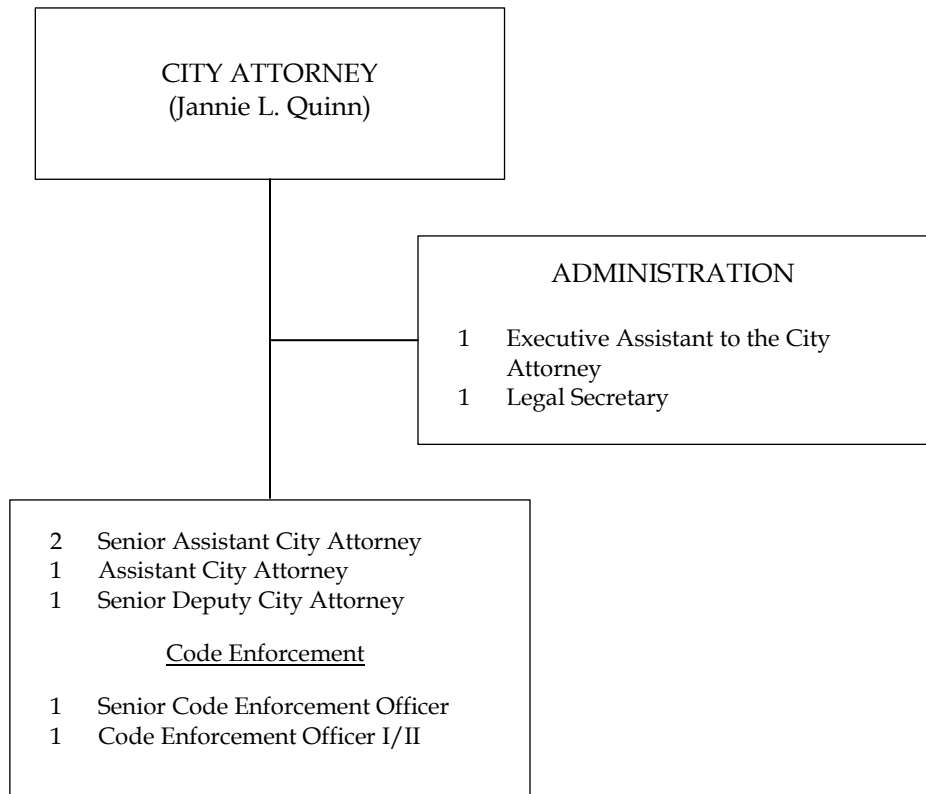 CITY ATTORNEY
(Jannie L. Quinn)
ADMINISTRATION
1 Executive Assistant to the City
Attorney
1 Legal Secretary
2 Senior Assistant City Attorney
1 Assistant City Attorney
1 Senior Deputy City Attorney
Code Enforcement
1 Senior Code Enforcement Officer
1 Code Enforcement Officer I/II